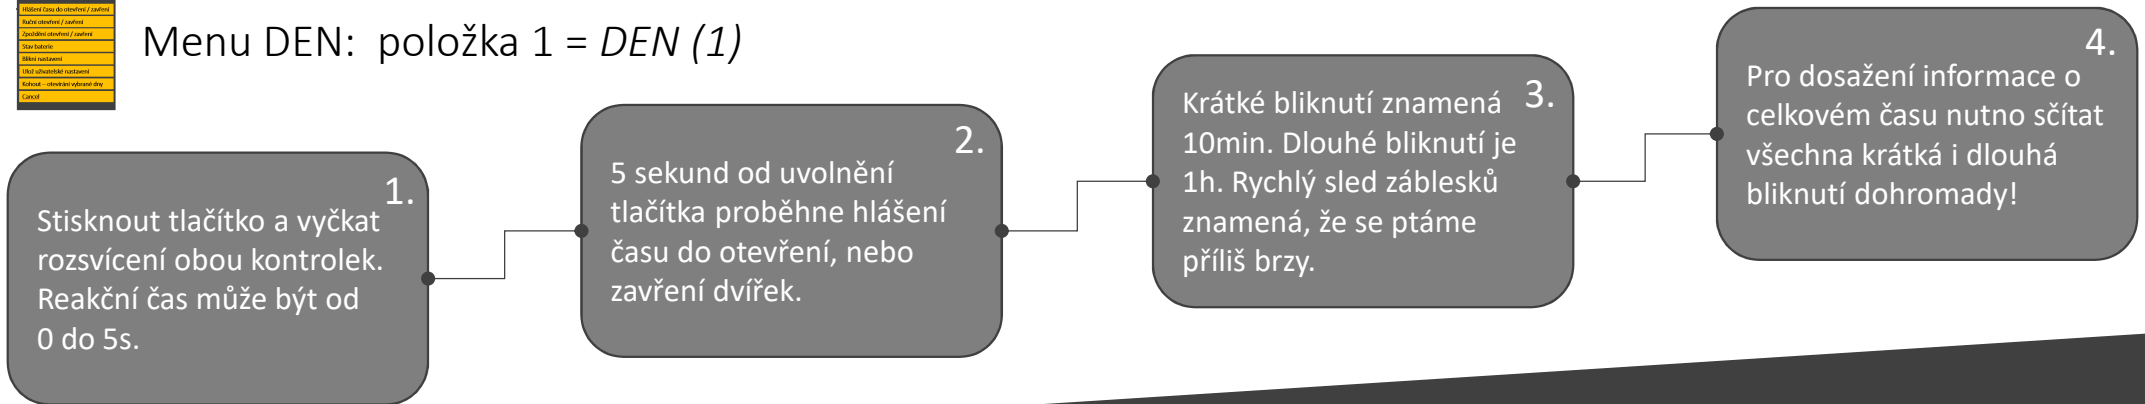 Hlášení času do otevření / zavření
Ruční otevření / zavření
Zpoždění otevření / zavření
Stav baterie
Blikni nastavení
Ulož uživatelské nastavení
Kohout – otevírání vybrané dny
Cancel
Menu DEN: položka 1 = DEN (1)
1.
Stisknout tlačítko a vyčkat
rozsvícení obou kontrolek.
Reakční čas může být od
0 do 5s.
2.
5 sekund od uvolnění
tlačítka proběhne hlášení
času do otevření, nebo
zavření dvířek.
3.
Krátké bliknutí znamená
10min. Dlouhé bliknutí je
1h. Rychlý sled záblesků
znamená, že se ptáme
příliš brzy.
4.
Pro dosažení informace o
celkovém času nutno sčítat
všechna krátká i dlouhá
bliknutí dohromady!